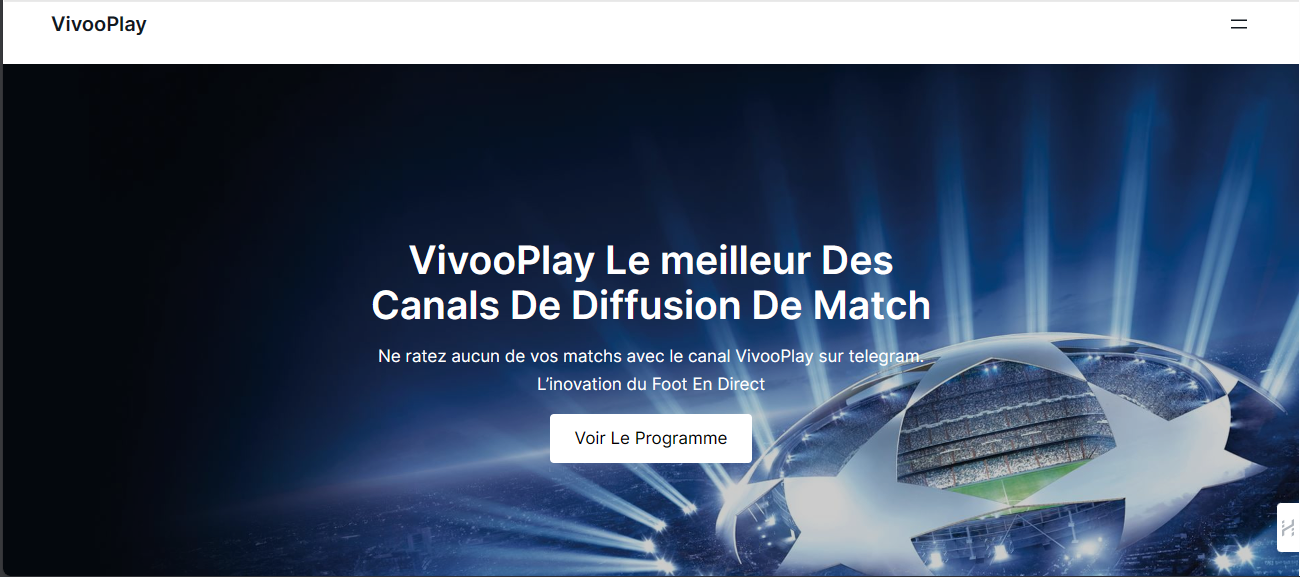 VivooPlay
VivooPlay Le meilleur Des
Canals De Diffusion De Match
Ne ratez aucun de vos matchs avec le canal VivooPlay sur telegram.
L’inovation du Foot En Direct
Voir Le Programme